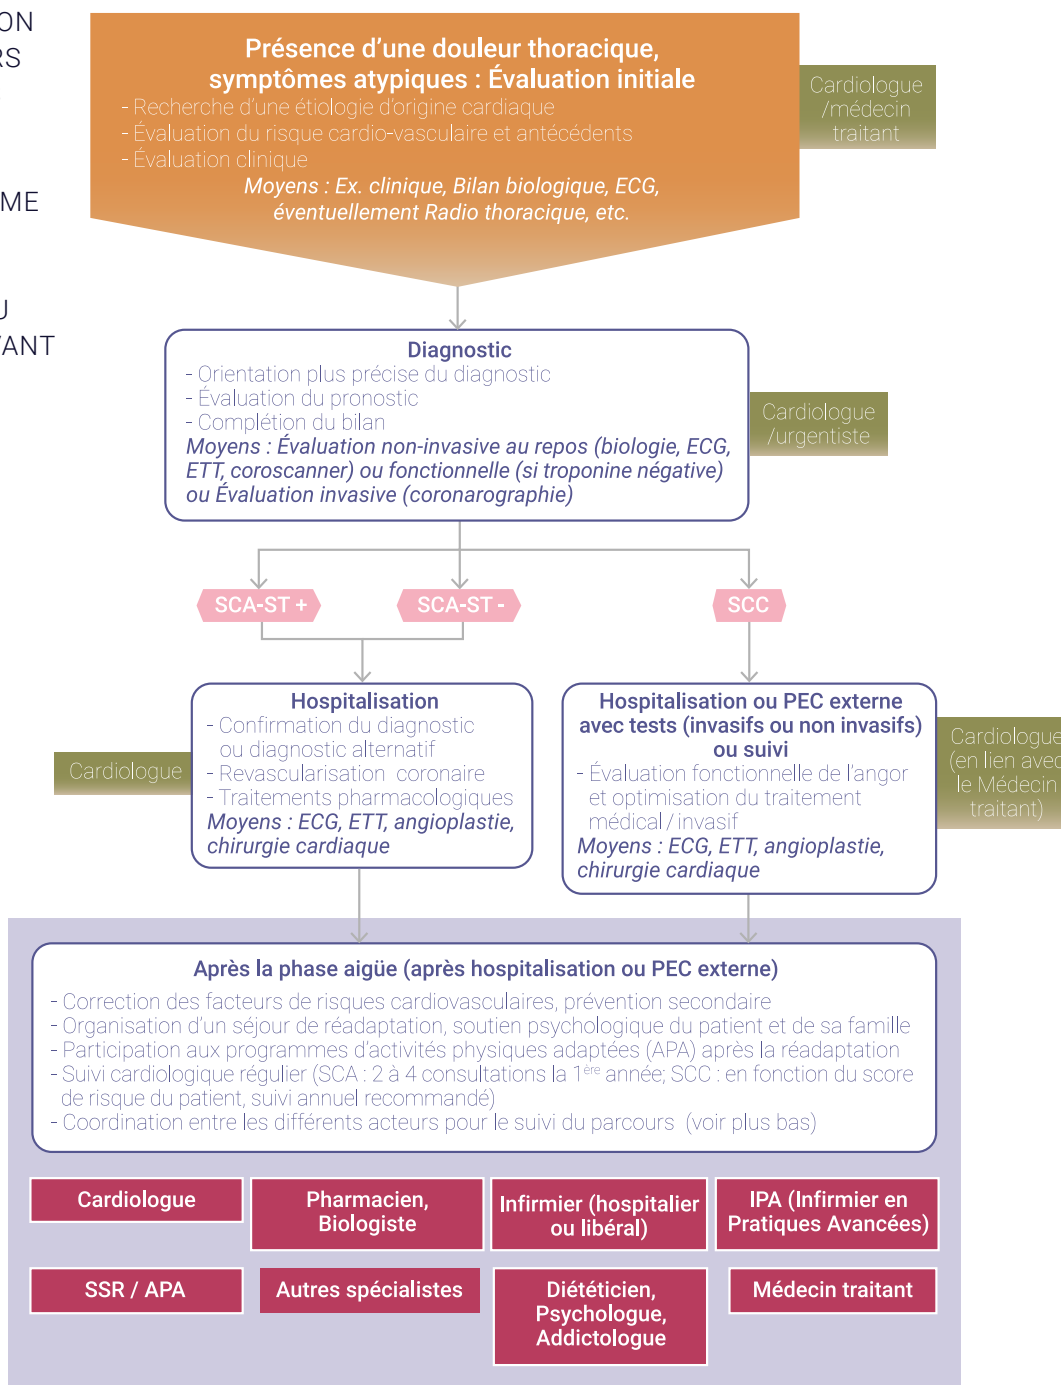 ON
RS
ME
U
VANT
Présence d'une douleur thoracique,
symptômes atypiques : Évaluation initiale
- Recherche d'une étiologie d'origine cardiaque
- Évaluation du risque cardio-vasculaire et antécédents
- Évaluation clinique
Moyens : Ex. clinique, Bilan biologique, ECG,
éventuellement Radio thoracique, etc.
Cardiologue
/médecin
traitant
Diagnostic
- Orientation plus précise du diagnostic
- Évaluation du pronostic
- Complétion du bilan
Moyens : Évaluation non-invasive au repos (biologie, ECG,
ETT, coroscanner) ou fonctionnelle (si troponine négative)
ou Évaluation invasive (coronarographie)
Cardiologue
/urgentiste
SCA-ST +
SCA-ST -
SCC
Cardiologue
Hospitalisation
- Confirmation du diagnostic
ou diagnostic alternatif
- Revascularisation coronaire
- Traitements pharmacologiques
Moyens : ECG, ETT, angioplastie,
chirurgie cardiaque
Hospitalisation ou PEC externe
avec tests (invasifs ou non invasifs)
ou suivi
- Évaluation fonctionnelle de l'angor
et optimisation du traitement
médical / invasif
Moyens : ECG, ETT, angioplastie,
chirurgie cardiaque
Cardiologue
(en lien avec
le Médecin
traitant)
Après la phase aigüe (après hospitalisation ou PEC externe)
- Correction des facteurs de risques cardiovasculaires, prévention secondaire
- Organisation d'un séjour de réadaptation, soutien psychologique du patient et de sa famille
- Participation aux programmes d'activités physiques adaptées (APA) après la réadaptation
- Suivi cardiologique régulier (SCA : 2 à 4 consultations la 1ère année; SCC : en fonction du score
de risque du patient, suivi annuel recommandé)
- Coordination entre les différents acteurs pour le suivi du parcours (voir plus bas)
Cardiologue
Pharmacien,
Biologiste
Infirmier (hospitalier
ou libéral)
IPA (Infirmier en
Pratiques Avancées)
SSR / APA
Autres spécialistes
Diététicien,
Psychologue,
Addictologue
Médecin traitant